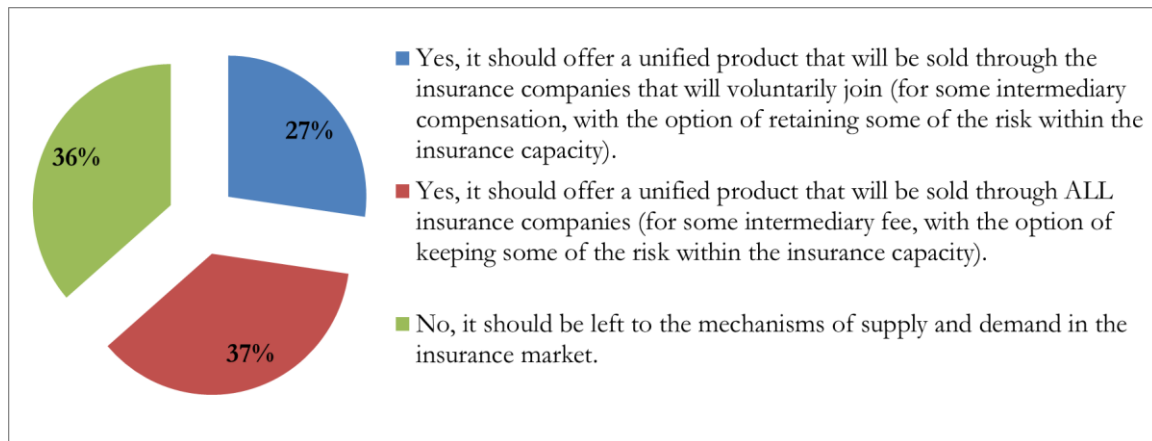 27%
36%
37%
Yes, it should offer a unified product that will be sold through the
insurance companies that will voluntarily join (for some intermediary
compensation, with the option of retaining some of the risk within the
insurance capacity).
Yes, it should offer a unified product that will be sold through ALL
insurance companies (for some intermediary fee, with the option of
keeping some of the risk within the insurance capacity).
No, it should be left to the mechanisms of supply and demand in the
insurance market.